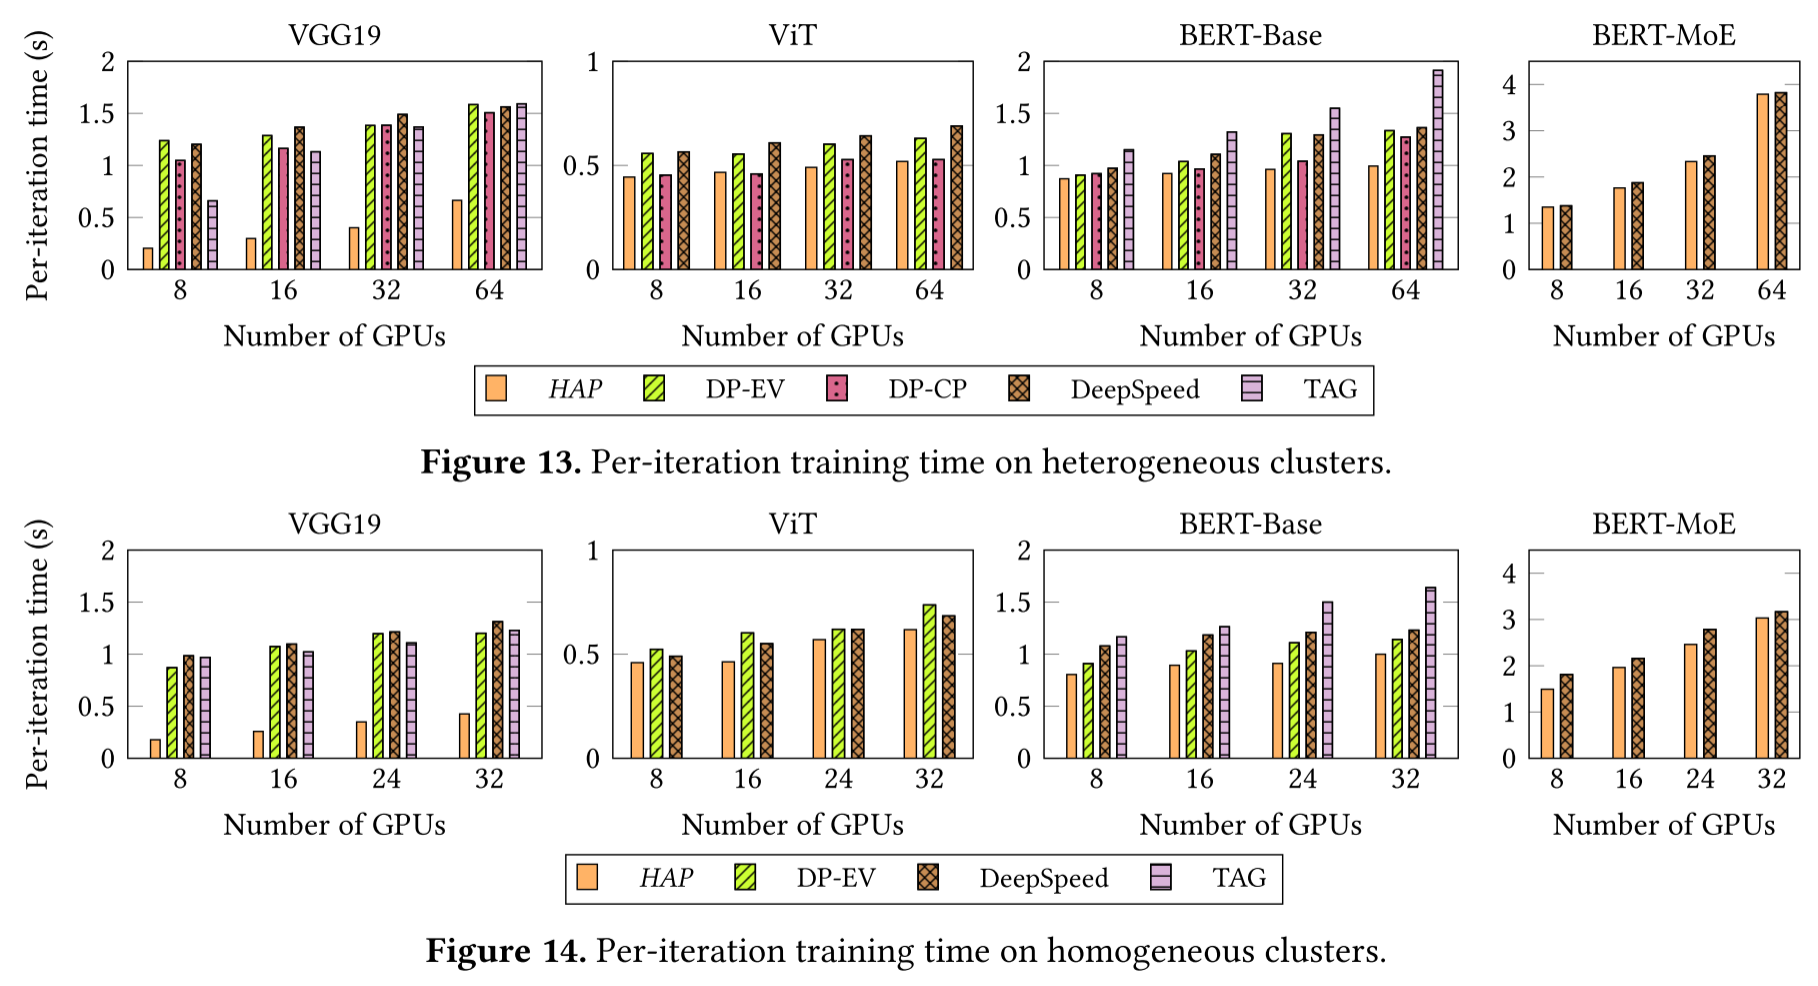 VGG19 ViT BERT-Base BERT-MoE
Per-iteration time (s)
2 1 2 4
1.5 1.5 3
1 0.5 1 2
0.5 0.5 1
0 0 0 0
8 16 32 64 8 16 32 64 8 16 32 64 8 16 32 64
Number of GPUs Number of GPUs Number of GPUs Number of GPUs
HAP DP-EV DP-CP DeepSpeed TAG
Figure 13. Per-iteration training time on heterogeneous clusters.
VGG19 ViT BERT-Base BERT-MoE
Per-iteration time (s)
2 1 2 4
1.5 1.5 3
1 0.5 1 2
0.5 0.5 1
0 0 0 0
8 16 24 32 8 16 24 32 8 16 24 32 8 16 24 32
Number of GPUs Number of GPUs Number of GPUs Number of GPUs
HAP DP-EV DeepSpeed TAG
Figure 14. Per-iteration training time on homogeneous clusters.